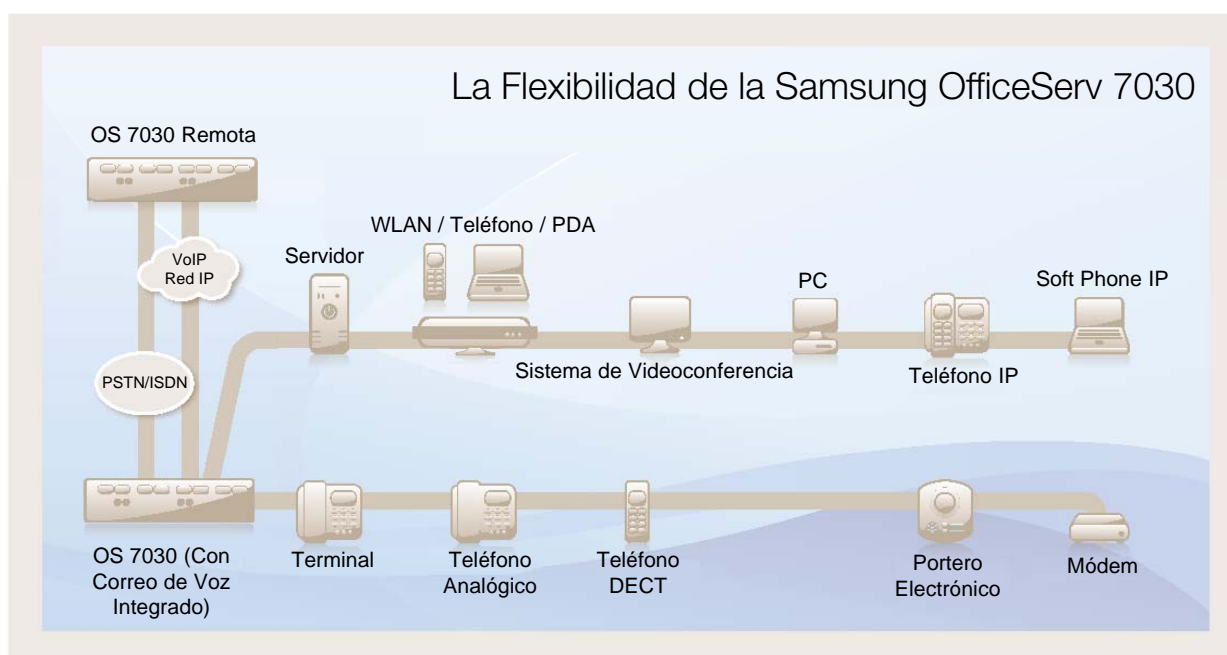 La Flexibilidad de la Samsung OfficeServ 7030
OS 7030 Remota
WLAN / Teléfono / PDA
VoIP
Red IP
Servidor
PC
Soft Phone IP
PSTN/ISDN
Sistema de Videoconferencia
Teléfono IP
OS 7030 (Con
Correo de Voz
Integrado)
Terminal
Teléfono
Analógico
Teléfono
DECT
Portero
Electrónico
Módem